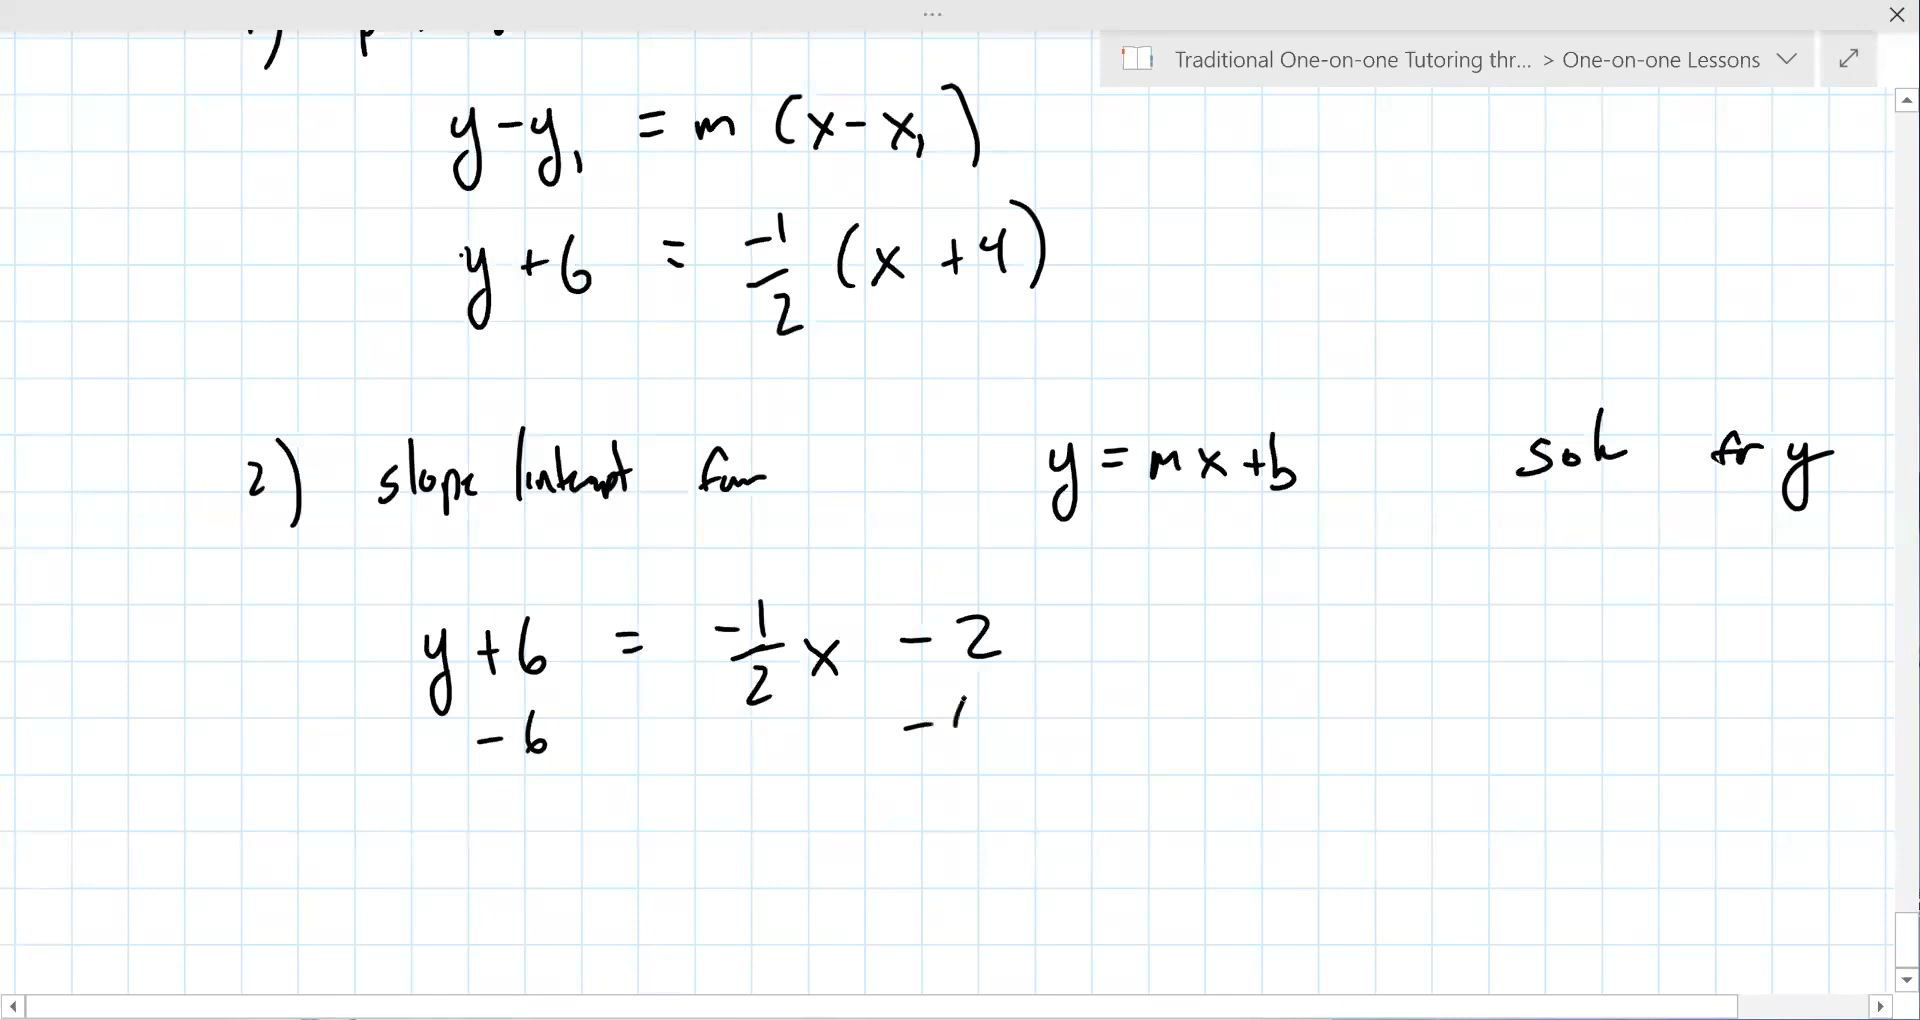 Traditional One-on-one Tutoring thr... > One-on-one Lessons
y - y₁ = m (x - x₁)
y + 6 = -1/2 (x + 4)
2) slope/intercept form y = mx + b solve for y
y + 6 = -1/2 x - 2
- 6 -